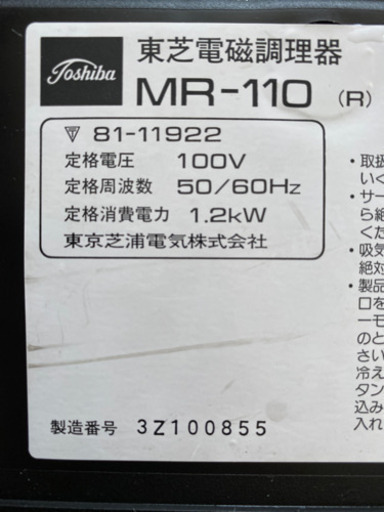 Toshiba
東芝電磁調理器
MR-110 (R)
▽ 81-11922
定格電圧 100V
定格周波数 50/60Hz
定格消費電力 1.2kW
東京芝浦電気株式会社
製造番号 3Z100855
・取扱
いく
・サー
ら絶
くだ
・吸気
絶対
・製品
口を
ーモ
のと
さい
冷え
タン
込み
入れ